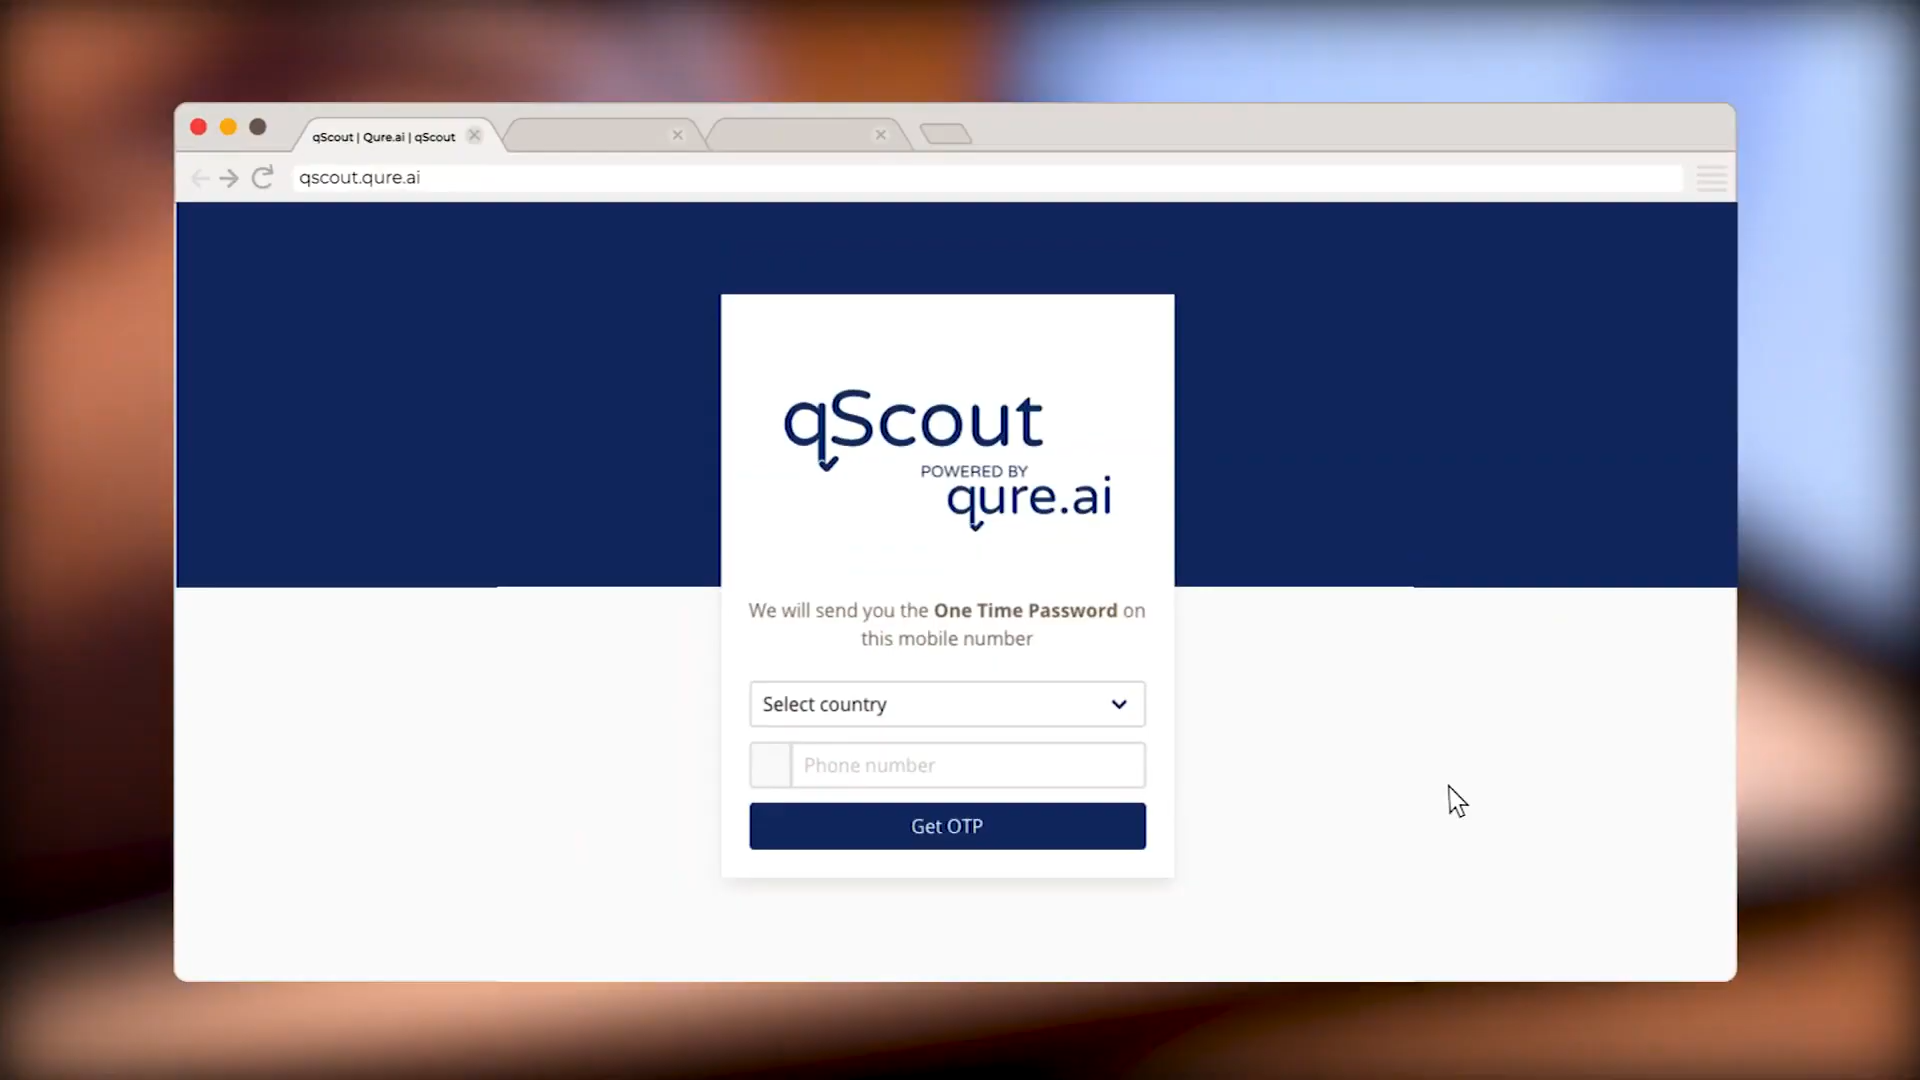 qScout | Qure.ai | qScout
qscout.qure.ai
qScout
POWERED BY
qure.ai
We will send you the One Time Password on
this mobile number
Select country
Phone number
Get OTP